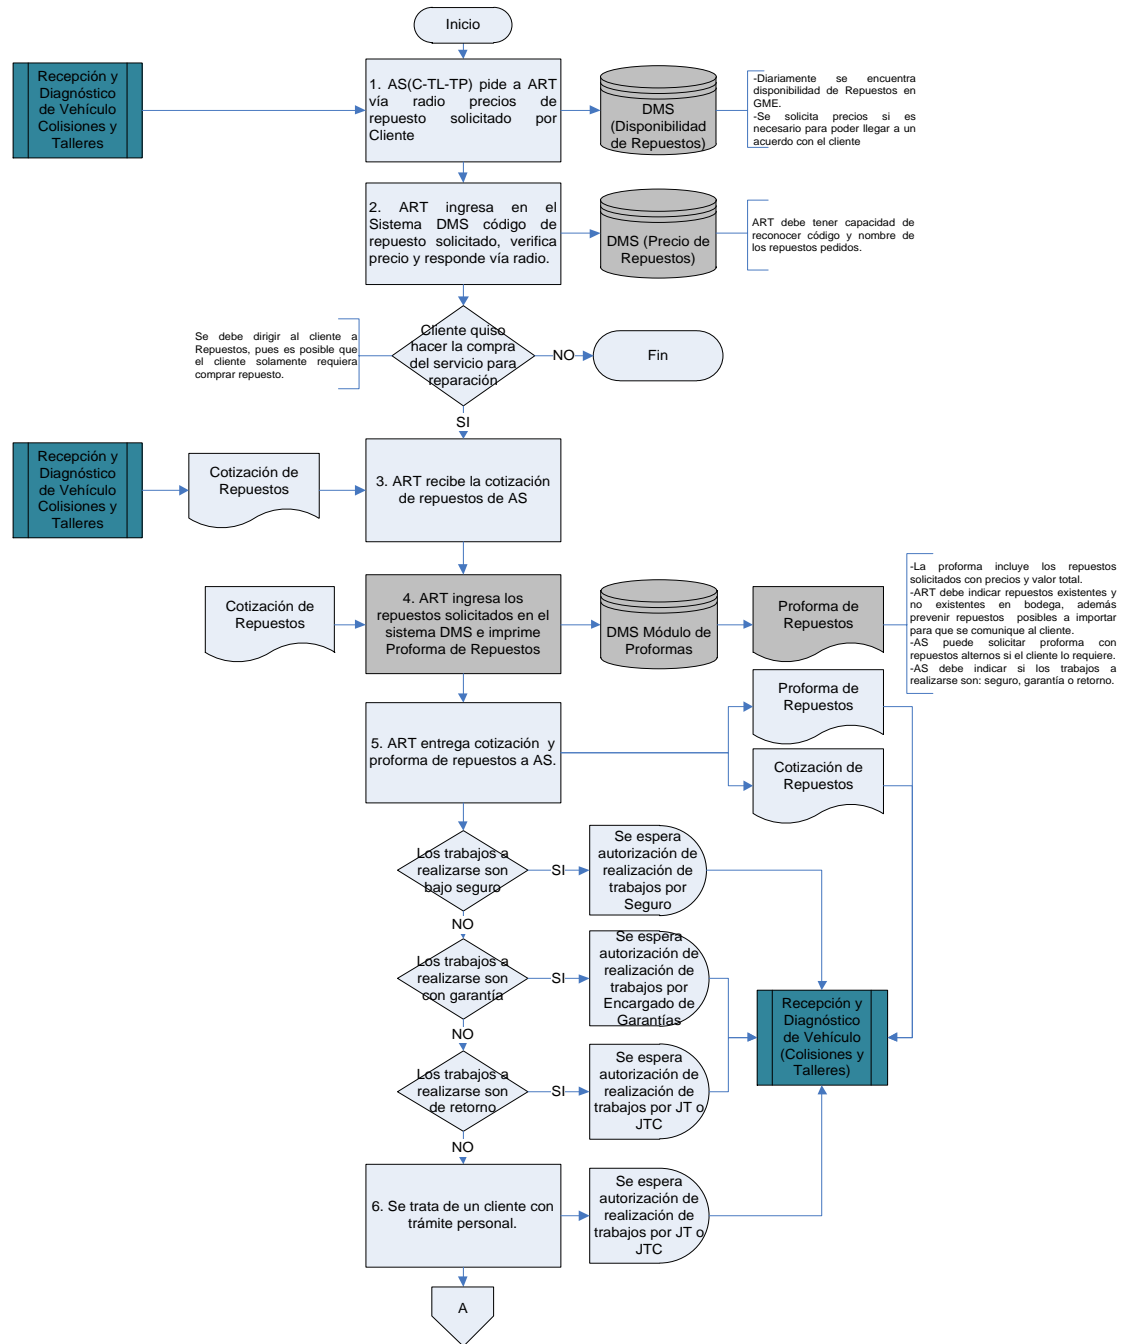 Inicio
Recepción y
Diagnóstico
de Vehículo
Colisiones y
Talleres
1. AS(C-TL-TP) pide a ART
vía radio precios de
repuesto solicitado por
Cliente
DMS
(Disponibilidad
de Repuestos)
-Diariamente se encuentra
disponibilidad de Repuestos en
GME.
-Se solicita precios si es
necesario para poder llegar a un
acuerdo con el cliente
2. ART ingresa en el
Sistema DMS código de
repuesto solicitado, verifica
precio y responde vía radio.
DMS (Precio de
Repuestos)
ART debe tener capacidad de
reconocer código y nombre de
los repuestos pedidos.
Se debe dirigir al cliente a
Repuestos, pues es posible que
el cliente solamente requiera
comprar repuesto.
Cliente quiso
hacer la compra
del servicio para
reparación
NO
Fin
SI
Recepción y
Diagnóstico
de Vehículo
Colisiones y
Talleres
Cotización de
Repuestos
3. ART recibe la cotización
de repuestos de AS
Cotización de
Repuestos
4. ART ingresa los
repuestos solicitados en el
sistema DMS e imprime
Proforma de Repuestos
DMS Módulo de
Proformas
Proforma de
Repuestos
-La proforma incluye los repuestos
solicitados con precios y valor total.
-ART debe indicar repuestos existentes y
no existentes en bodega, además
prevenir repuestos posibles a importar
para que se comunique al cliente.
-AS puede solicitar proforma con
repuestos alternos si el cliente lo requiere.
-AS debe indicar si los trabajos a
realizarse son: seguro, garantía o retorno.
5. ART entrega cotización y
proforma de repuestos a AS.
Proforma de
Repuestos
Cotización de
Repuestos
Los trabajos a
realizarse son
bajo seguro
SI
Se espera
autorización de
realización de
trabajos por
Seguro
NO
Los trabajos a
realizarse son
con garantía
SI
Se espera
autorización de
realización de
trabajos por
Encargado de
Garantías
Recepción y
Diagnóstico
de Vehículo
(Colisiones y
Talleres)
NO
Los trabajos a
realizarse son
de retorno
SI
Se espera
autorización de
realización de
trabajos por JT o
JTC
NO
6. Se trata de un cliente con
trámite personal.
Se espera
autorización de
realización de
trabajos por JT o
JTC
A